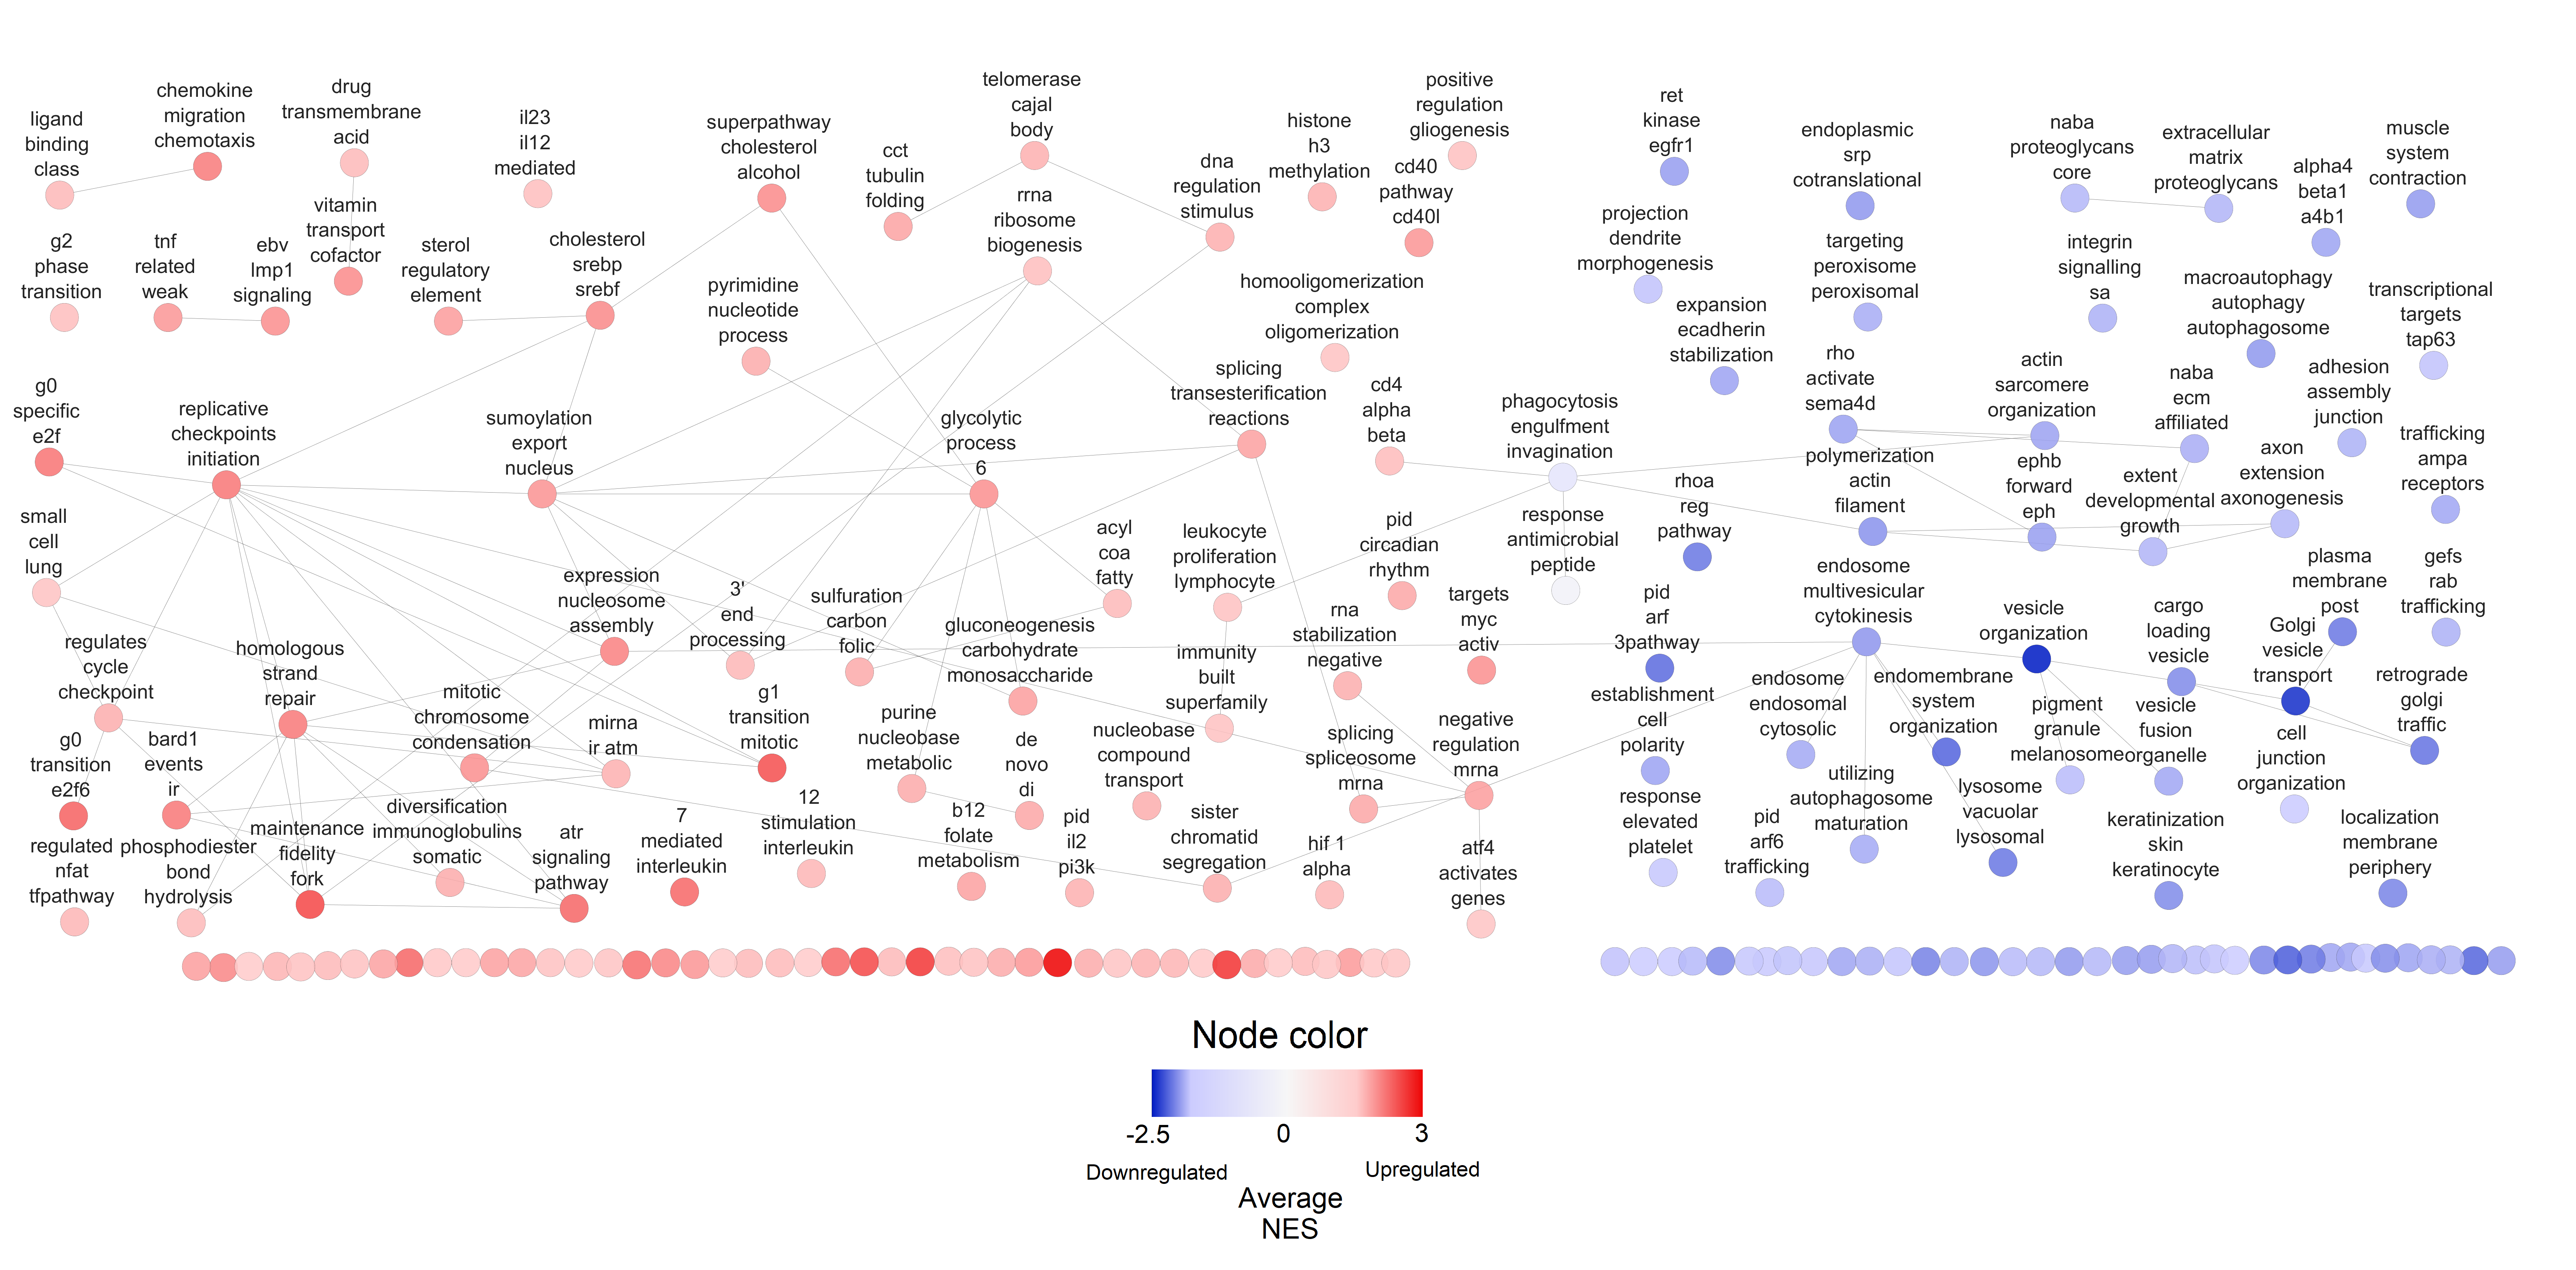 ligand
binding
class
chemokine
migration
chemotaxis
drug
transmembrane
acid
il23
il12
mediated
superpathway
cholesterol
alcohol
cct
tubulin
folding
telomerase
cajal
body
rrna
ribosome
biogenesis
dna
regulation
stimulus
histone
h3
methylation
positive
regulation
gliogenesis
cd40
pathway
cd40l
ret
kinase
egfr1
endoplasmic
srp
cotranslational
naba
proteoglycans
core
extracellular
matrix
proteoglycans
alpha4
beta1
a4b1
muscle
system
contraction
g2
phase
transition
tnf
related
weak
ebv
lmp1
signaling
vitamin
transport
cofactor
sterol
regulatory
element
cholesterol
srebp
srebf
pyrimidine
nucleotide
process
homooligomerization
complex
oligomerization
projection
dendrite
morphogenesis
expansion
ecadherin
stabilization
targeting
peroxisome
peroxisomal
integrin
signalling
sa
macroautophagy
autophagy
autophagosome
transcriptional
targets
tap63
g0
specific
e2f
replicative
checkpoints
initiation
sumoylation
export
nucleus
glycolytic
process
6
splicing
transesterification
reactions
cd4
alpha
beta
phagocytosis
engulfment
invagination
rho
activate
sema4d
actin
sarcomere
organization
naba
ecm
affiliated
adhesion
assembly
junction
small
cell
lung
expression
nucleosome
assembly
3'
end
processing
sulfuration
carbon
folic
acyl
coa
fatty
leukocyte
proliferation
lymphocyte
pid
circadian
rhythm
response
antimicrobial
peptide
rhoa
reg
pathway
polymerization
actin
filament
ephb
forward
eph
extent
developmental
growth
axon
extension
axonogenesis
trafficking
ampa
receptors
regulates
cycle
checkpoint
homologous
strand
repair
mitotic
chromosome
condensation
mirna
ir atm
g1
transition
mitotic
gluconeogenesis
carbohydrate
monosaccharide
immunity
built
superfamily
rna
stabilization
negative
targets
myc
activ
pid
arf
3pathway
endosome
multivesicular
cytokinesis
vesicle
organization
cargo
loading
vesicle
plasma
membrane
post
gefs
rab
trafficking
g0
transition
e2f6
bard1
events
ir
purine
nucleobase
metabolic
de
novo
di
nucleobase
compound
transport
splicing
spliceosome
mrna
negative
regulation
mrna
establishment
cell
polarity
endosome
endosomal
cytosolic
endomembrane
system
organization
pigment
granule
melanosome
vesicle
fusion
organelle
Golgi
vesicle
transport
retrograde
golgi
traffic
regulated
nfat
tfpathway
phosphodiester
bond
hydrolysis
maintenance
fidelity
fork
diversification
immunoglobulins
somatic
atr
signaling
pathway
7
mediated
interleukin
12
stimulation
interleukin
b12
folate
metabolism
pid
il2
pi3k
sister
chromatid
segregation
hif 1
alpha
atf4
activates
genes
response
elevated
platelet
pid
arf6
trafficking
utilizing
autophagosome
maturation
lysosome
vacuolar
lysosomal
keratinization
skin
keratinocyte
cell
junction
organization
localization
membrane
periphery
Node color
-2.5 0 3
Downregulated Upregulated
Average
NES